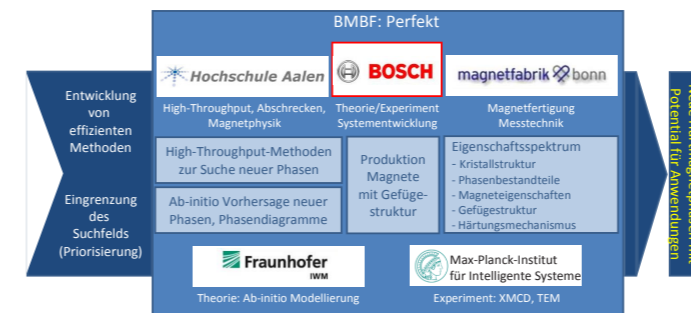 BMBF: Perfekt
Entwicklung
von
effizienten
Methoden
Eingrenzung
des
Suchfelds
(Priorisierung)
Hochschule Aalen
High-Throughput, Abschrecken,
Magnetphysik
BOSCH
Theorie/Experiment
Systementwicklung
magnetfabrik bonn
Magnetfertigung
Messtechnik
High-Throughput-Methoden
zur Suche neuer Phasen
Ab-initio Vorhersage neuer
Phasen, Phasendiagramme
Produktion
Magnete
mit Gefüge-
struktur
Eigenschaftsspektrum
- Kristallstruktur
- Phasenbestandteile
- Magneteigenschaften
- Gefügestruktur
- Härtungsmechanismus
Fraunhofer
IWM
Theorie: Ab-initio Modellierung
Max-Planck-Institut
für Intelligente Systeme
Experiment: XMCD, TEM
Potential für Anwendungen